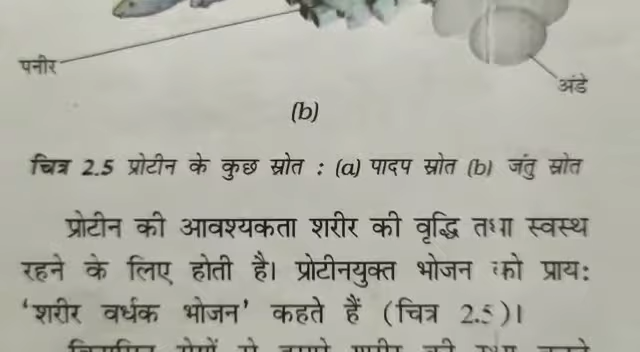 पनीर
अंडे
(b)
चित्र 2.5 प्रोटीन के कुछ स्रोत : (a) पादप स्रोत (b) जंतु स्रोत
प्रोटीन की आवश्यकता शरीर की वृद्धि तथा स्वस्थ
रहने के लिए होती है। प्रोटीनयुक्त भोजन को प्राय:
‘शरीर वर्धक भोजन’ कहते हैं (चित्र 2.5)।